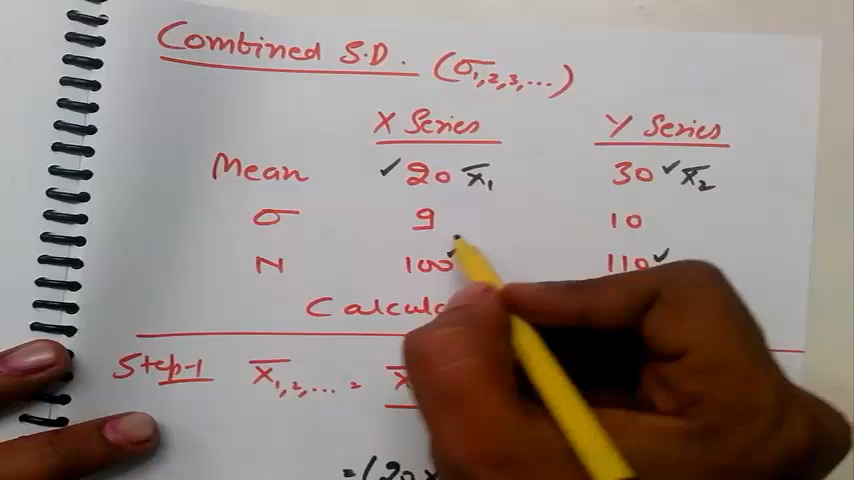 Combined S.D. (σ1,2,3,...)
X Series Y Series
Mean ✓20 x̄1 30✓ x̄2
σ 9 10
N 100✓ 110✓
Step-1 X̄1,2,... =
=(20x